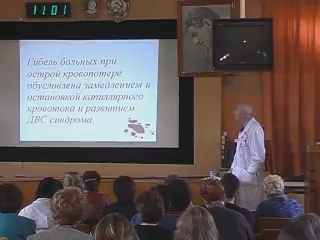 11 01
Гибель больных при
острой кровопотере
обусловлена замедлением и
остановкой капиллярного
кровотока и развитием
ДВС синдрома.